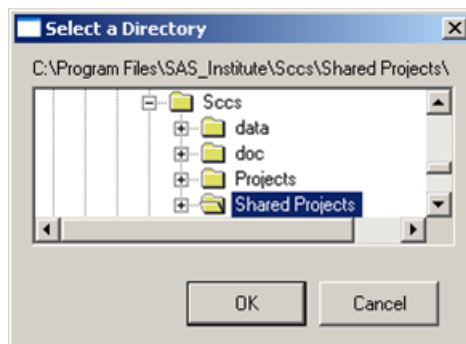 Select a Directory
C:\Program Files\SAS_Institute\Sccs\Shared Projects\
Sccs
data
doc
Projects
Shared Projects
OK Cancel